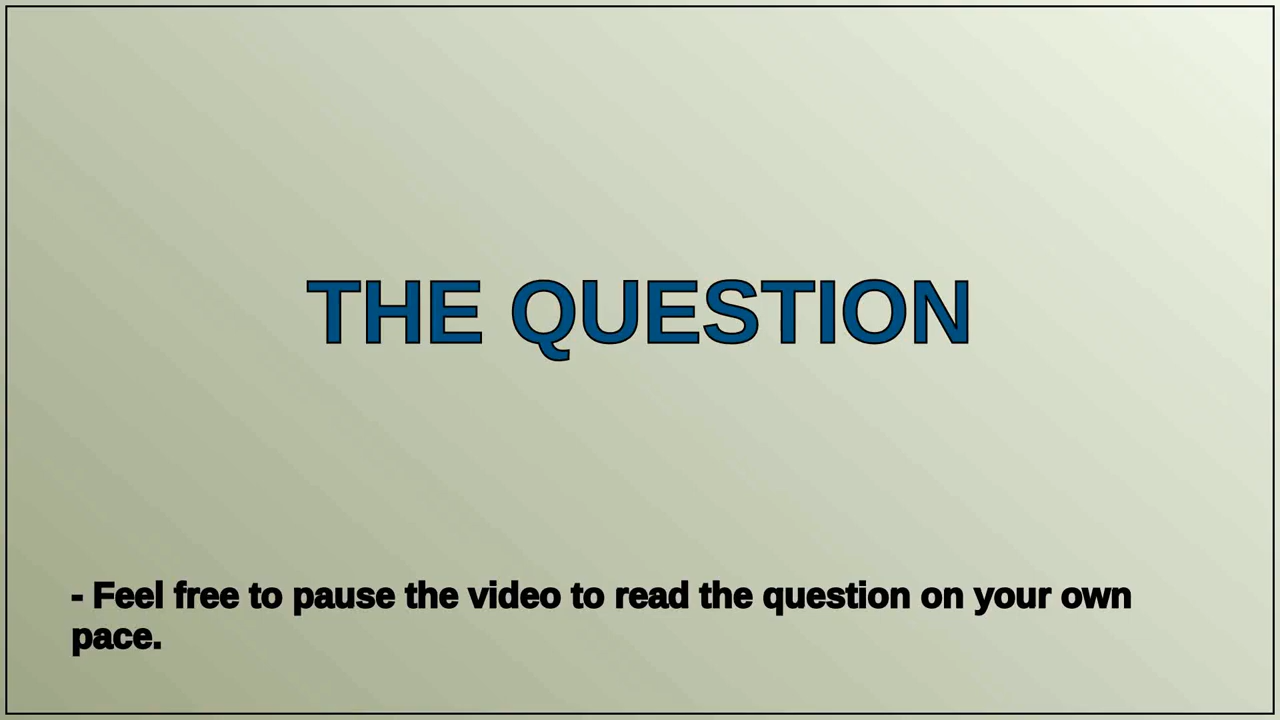 THE QUESTION
- Feel free to pause the video to read the question on your own
pace.